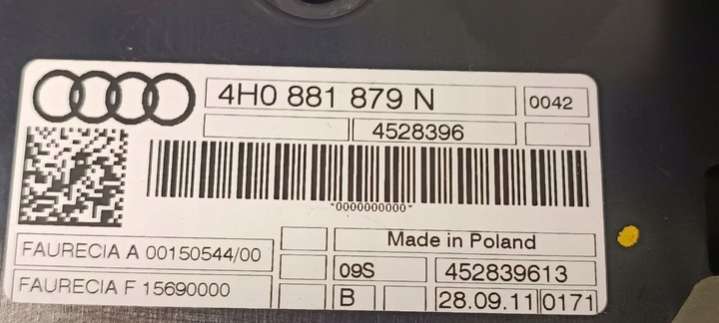 4H0 881 879 N 0042
4528396
*0000000000*
FAURECIA A 00150544/00
Made in Poland
09S 452839613
FAURECIA F 15690000
B 28.09.11 0171